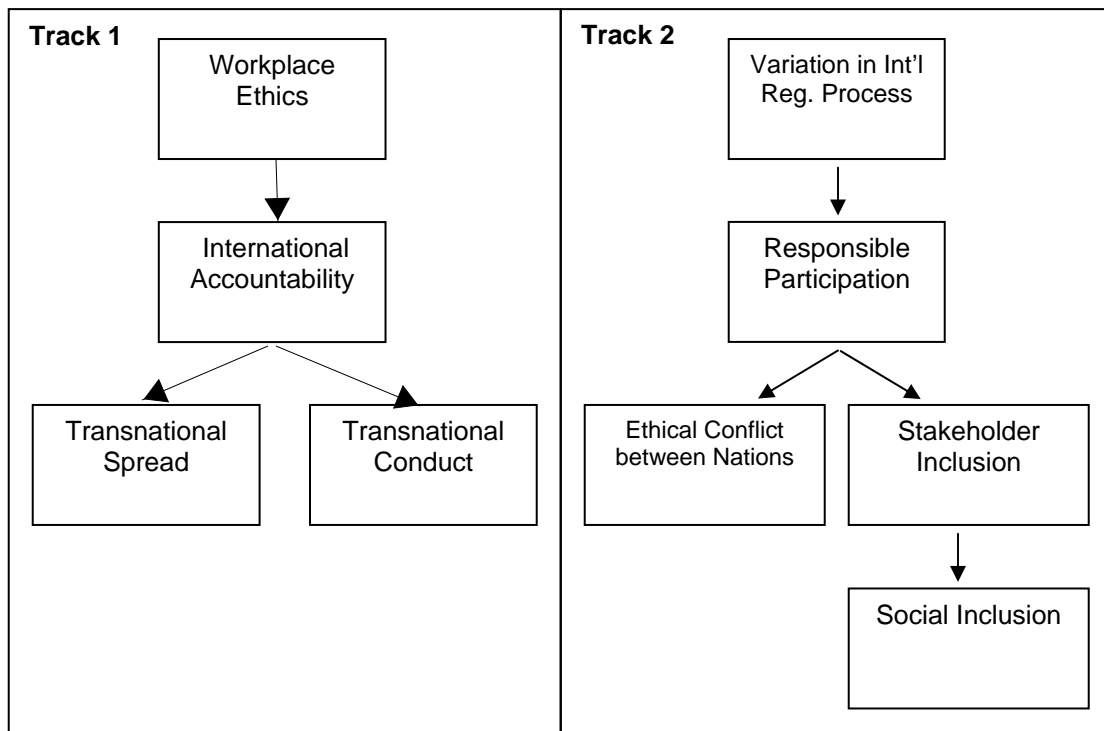 Track 1
Workplace
Ethics
International
Accountability
Transnational
Spread
Transnational
Conduct
Track 2
Variation in Int'l
Reg. Process
Responsible
Participation
Ethical Conflict
between Nations
Stakeholder
Inclusion
Social Inclusion